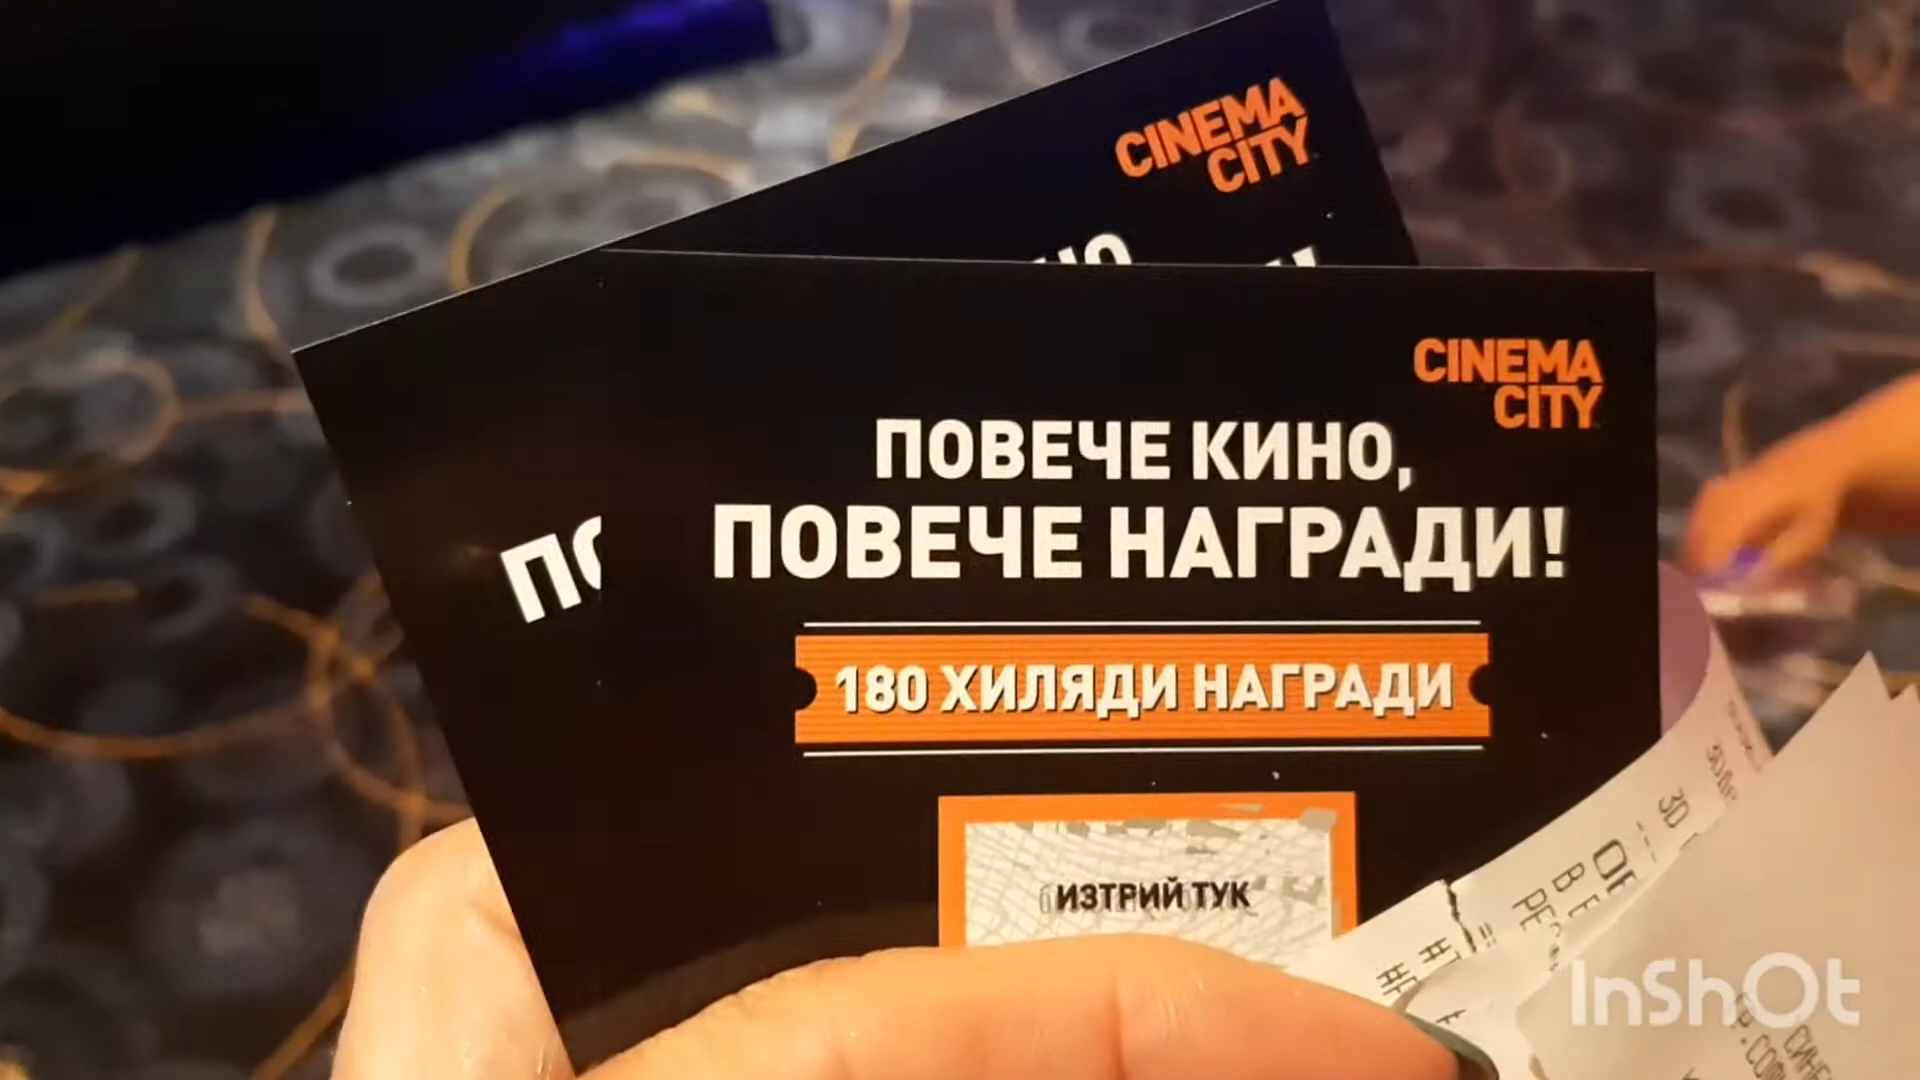 CINEMA
CITY
CINEMA
CITY
ПОВЕЧЕ КИНО,
ПОВЕЧЕ НАГРАДИ!
180 ХИЛЯДИ НАГРАДИ
ИЗТРИЙ ТУК
InShOt